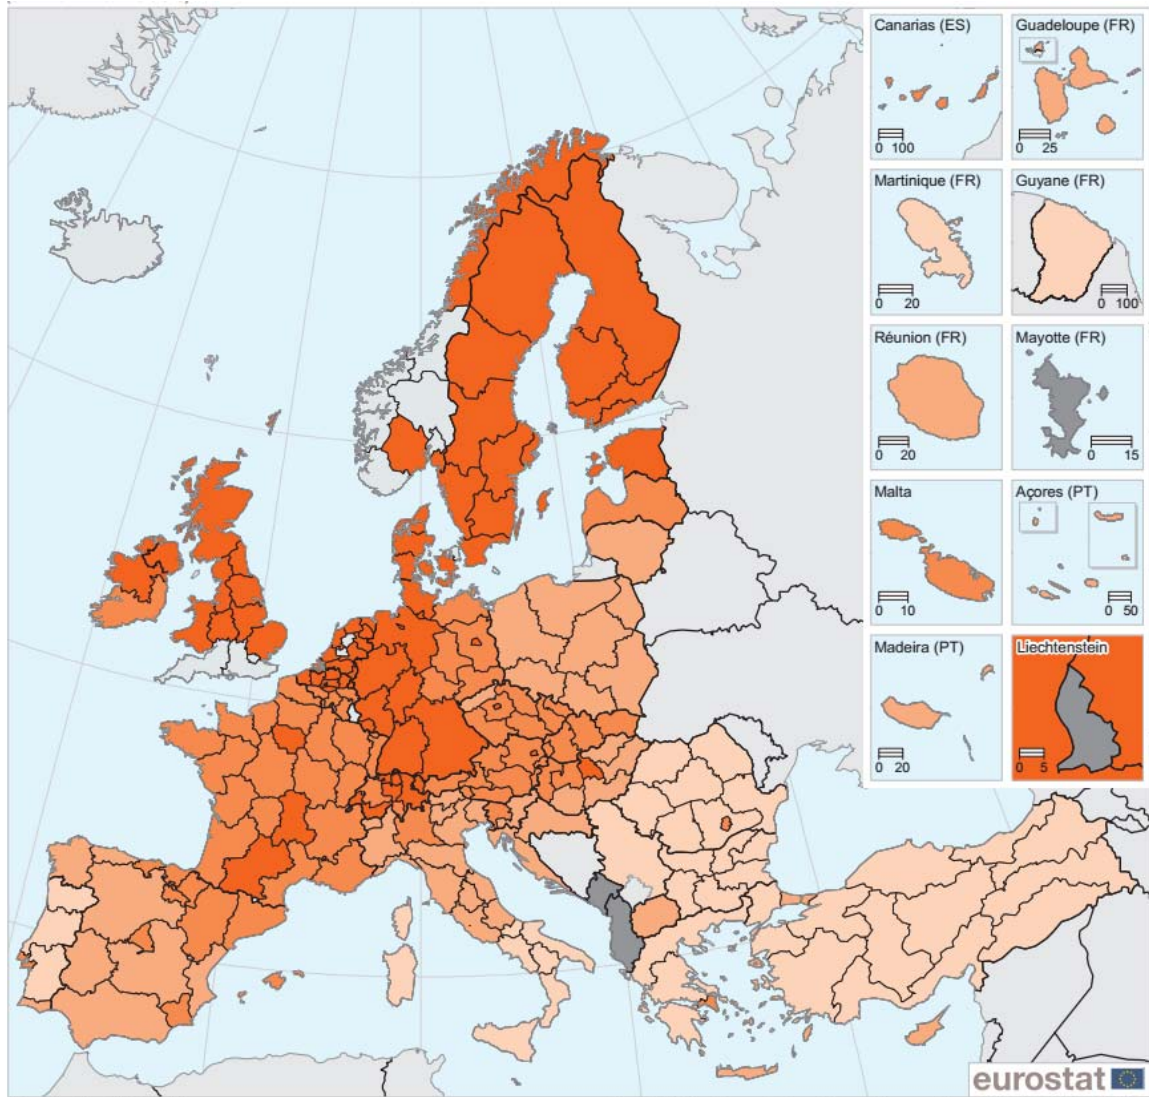 Canarias (ES)
0 100
Guadeloupe (FR)
0 25
Martinique (FR)
0 20
Guyane (FR)
0 100
Réunion (FR)
0 20
Mayotte (FR)
0 15
Malta
0 10
Açores (PT)
0 50
Madeira (PT)
0 20
Liechtenstein
0 5
eurostat